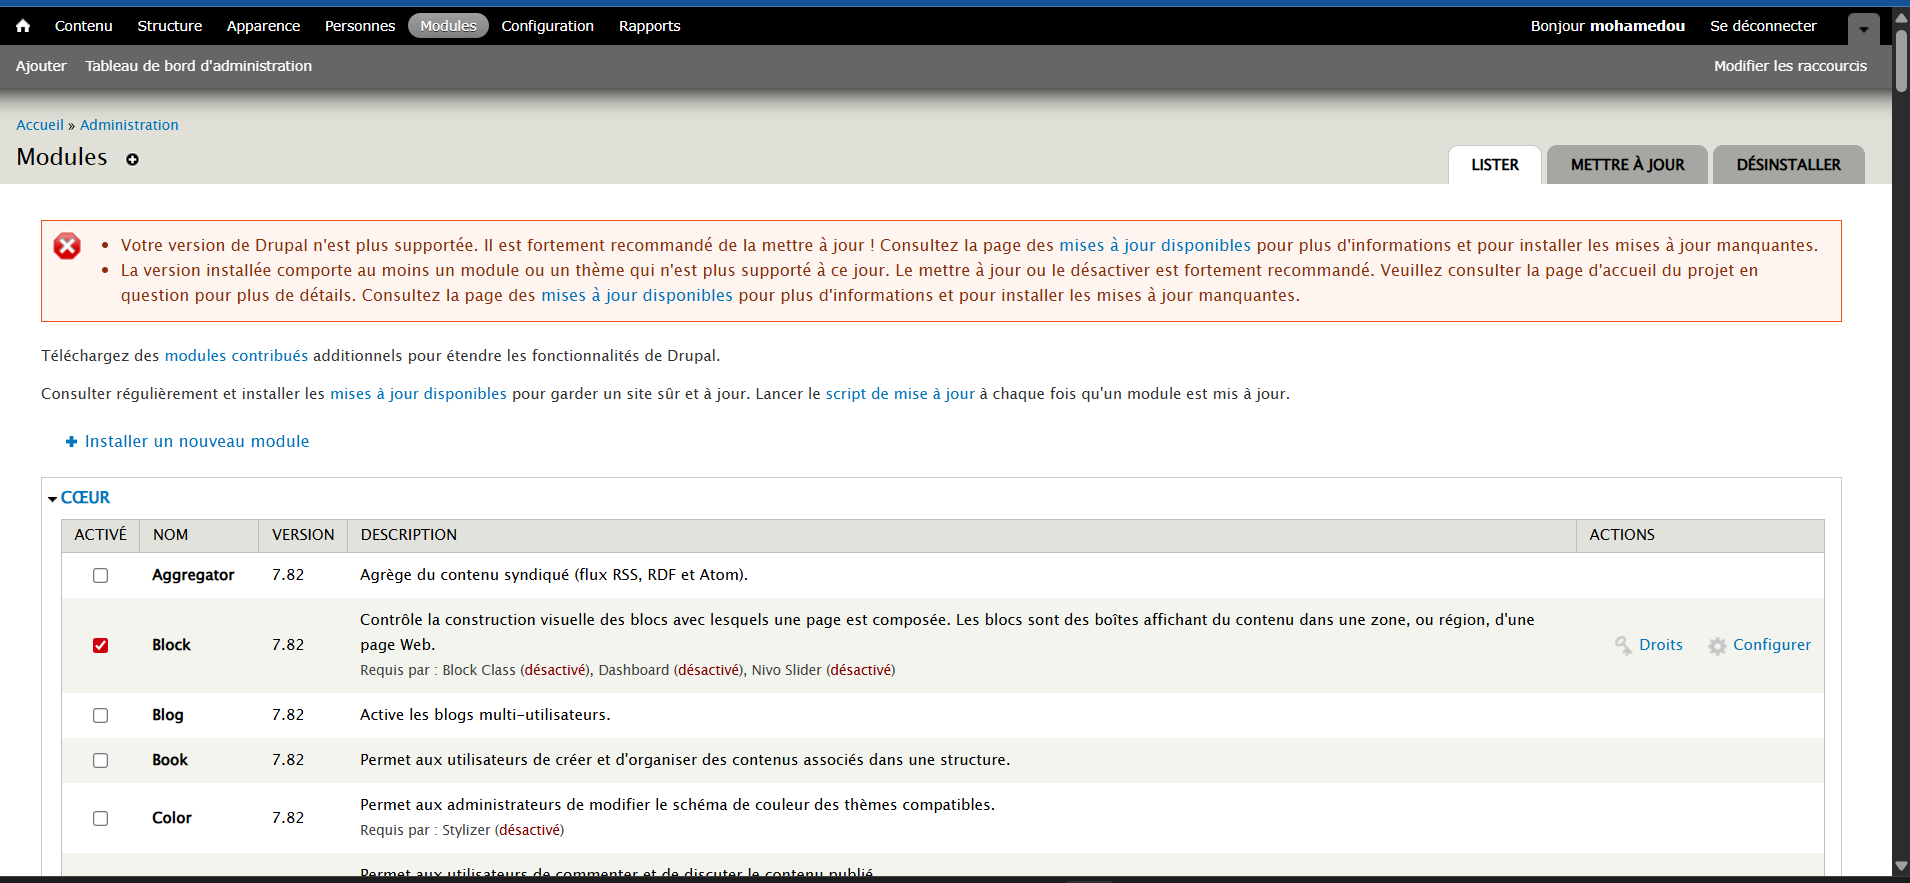 Contenu Structure Apparence Personnes Modules Configuration Rapports Bonjour mohamedou Se déconnecter
Ajouter Tableau de bord d'administration Modifier les raccourcis
Accueil » Administration
Modules
LISTER METTRE À JOUR DÉSINSTALLER
• Votre version de Drupal n'est plus supportée. Il est fortement recommandé de la mettre à jour ! Consultez la page des mises à jour disponibles pour plus d'informations et pour installer les mises à jour manquantes.
• La version installée comporte au moins un module ou un thème qui n'est plus supporté à ce jour. Le mettre à jour ou le désactiver est fortement recommandé. Veuillez consulter la page d'accueil du projet en
question pour plus de détails. Consultez la page des mises à jour disponibles pour plus d'informations et pour installer les mises à jour manquantes.
Téléchargez des modules contribués additionnels pour étendre les fonctionnalités de Drupal.
Consulter régulièrement et installer les mises à jour disponibles pour garder un site sûr et à jour. Lancer le script de mise à jour à chaque fois qu'un module est mis à jour.
Installer un nouveau module
CŒUR
ACTIVÉ NOM VERSION DESCRIPTION ACTIONS
Aggregator 7.82 Agrège du contenu syndiqué (flux RSS, RDF et Atom).
Contrôle la construction visuelle des blocs avec lesquels une page est composée. Les blocs sont des boîtes affichant du contenu dans une zone, ou région, d'une
Block 7.82 page Web. Droits Configurer
Requis par : Block Class (désactivé), Dashboard (désactivé), Nivo Slider (désactivé)
Blog 7.82 Active les blogs multi-utilisateurs.
Book 7.82 Permet aux utilisateurs de créer et d'organiser des contenus associés dans une structure.
Permet aux administrateurs de modifier le schéma de couleur des thèmes compatibles.
Color 7.82
Requis par : Stylizer (désactivé)
Permet aux utilisateurs de commenter et de discuter le contenu publié.